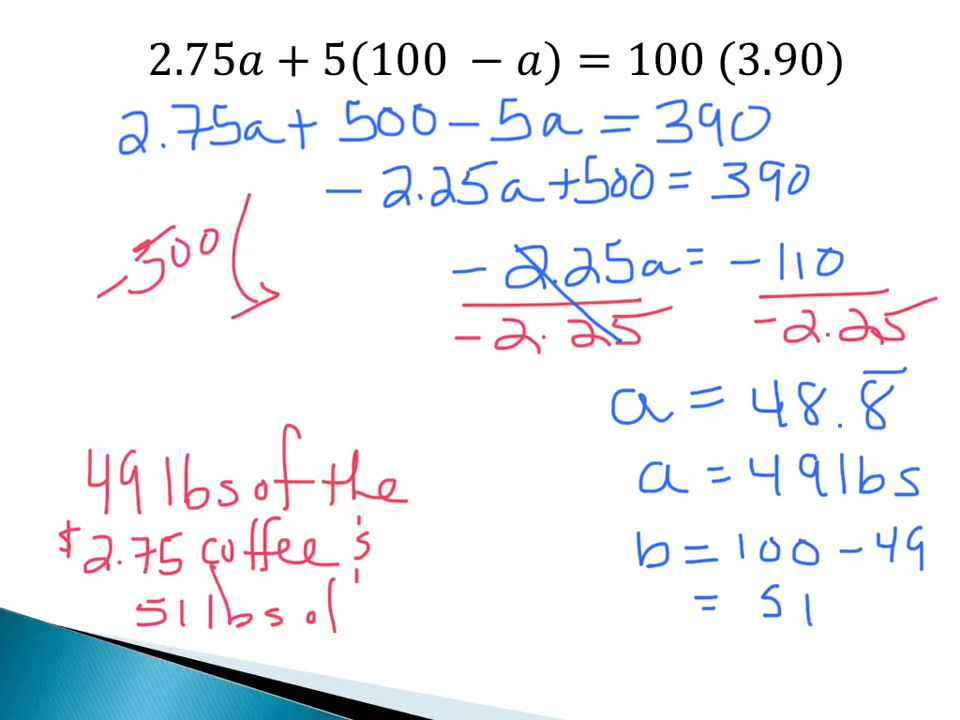 2.75a + 5(100 − a) = 100 (3.90)
2.75a + 500 − 5a = 390
− 2.25a + 500 = 390
-500
− 2.25a = − 110
− 2.25 − 2.25
a = 48.8̅
a = 49 lbs
b = 100 − 49
= 51
49 lbs of the
$2.75 coffee &
51 lbs of